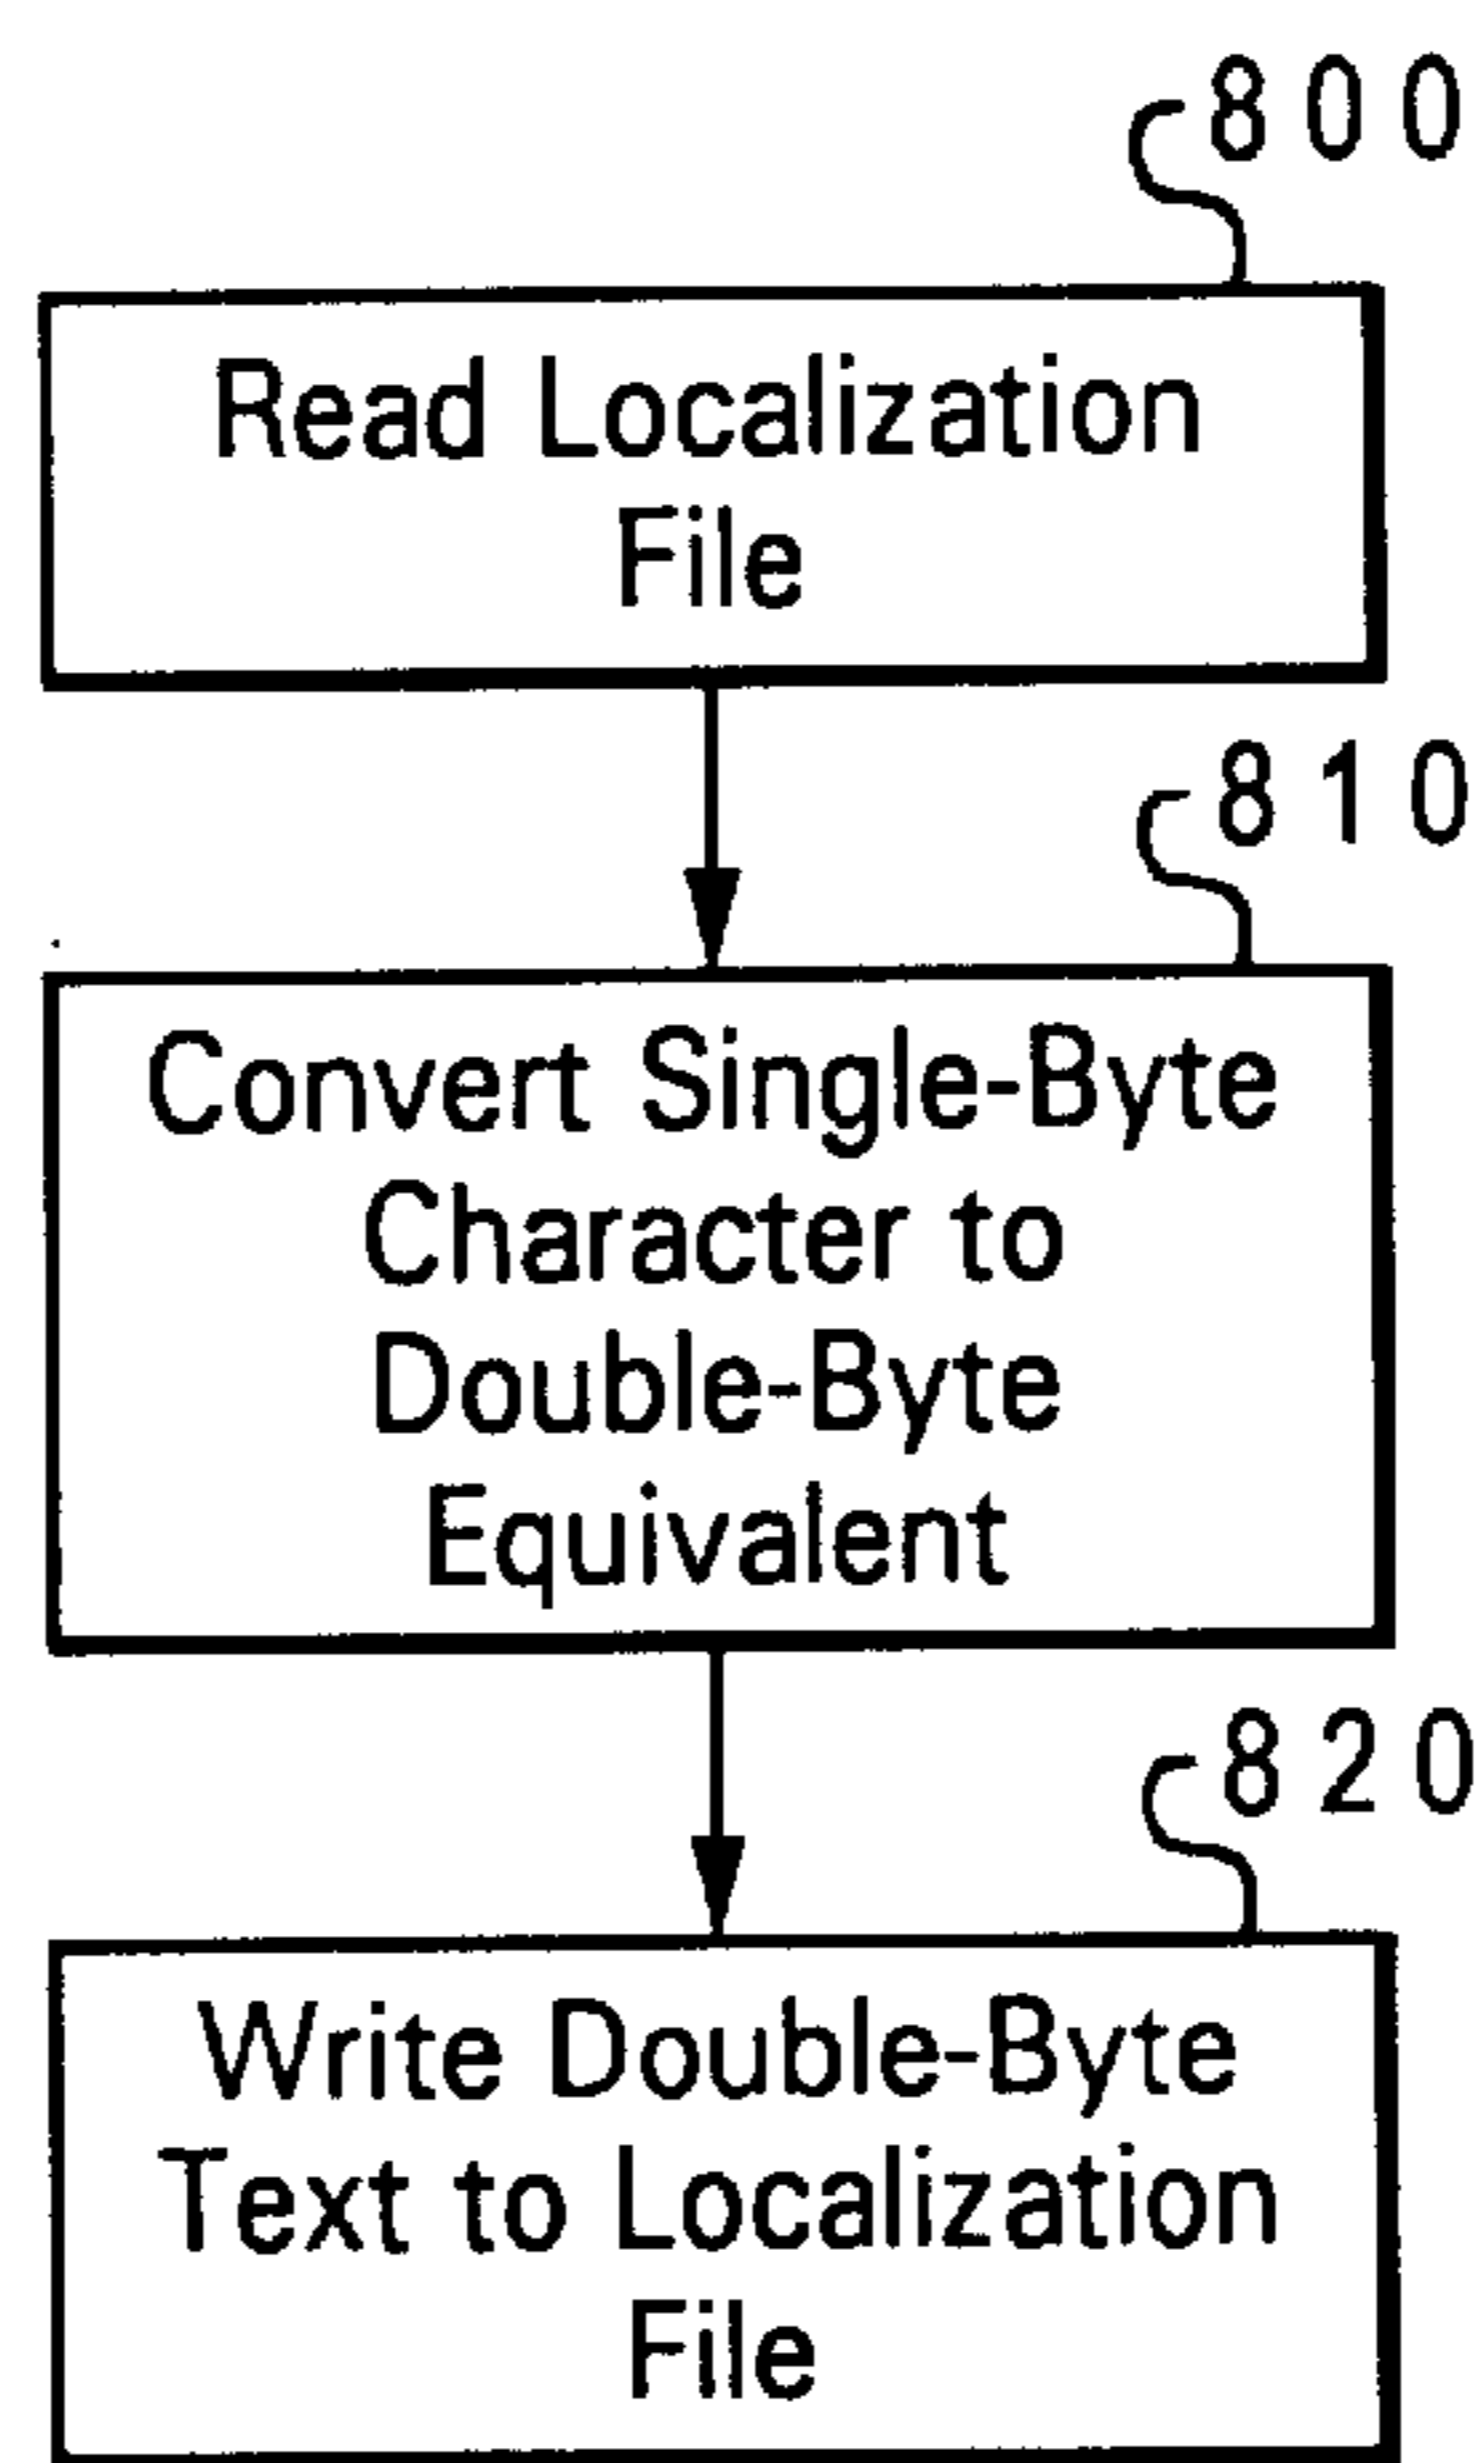 800
Read Localization
File
810
Convert Single-Byte
Character to
Double-Byte
Equivalent
820
Write Double-Byte
Text to Localization
File